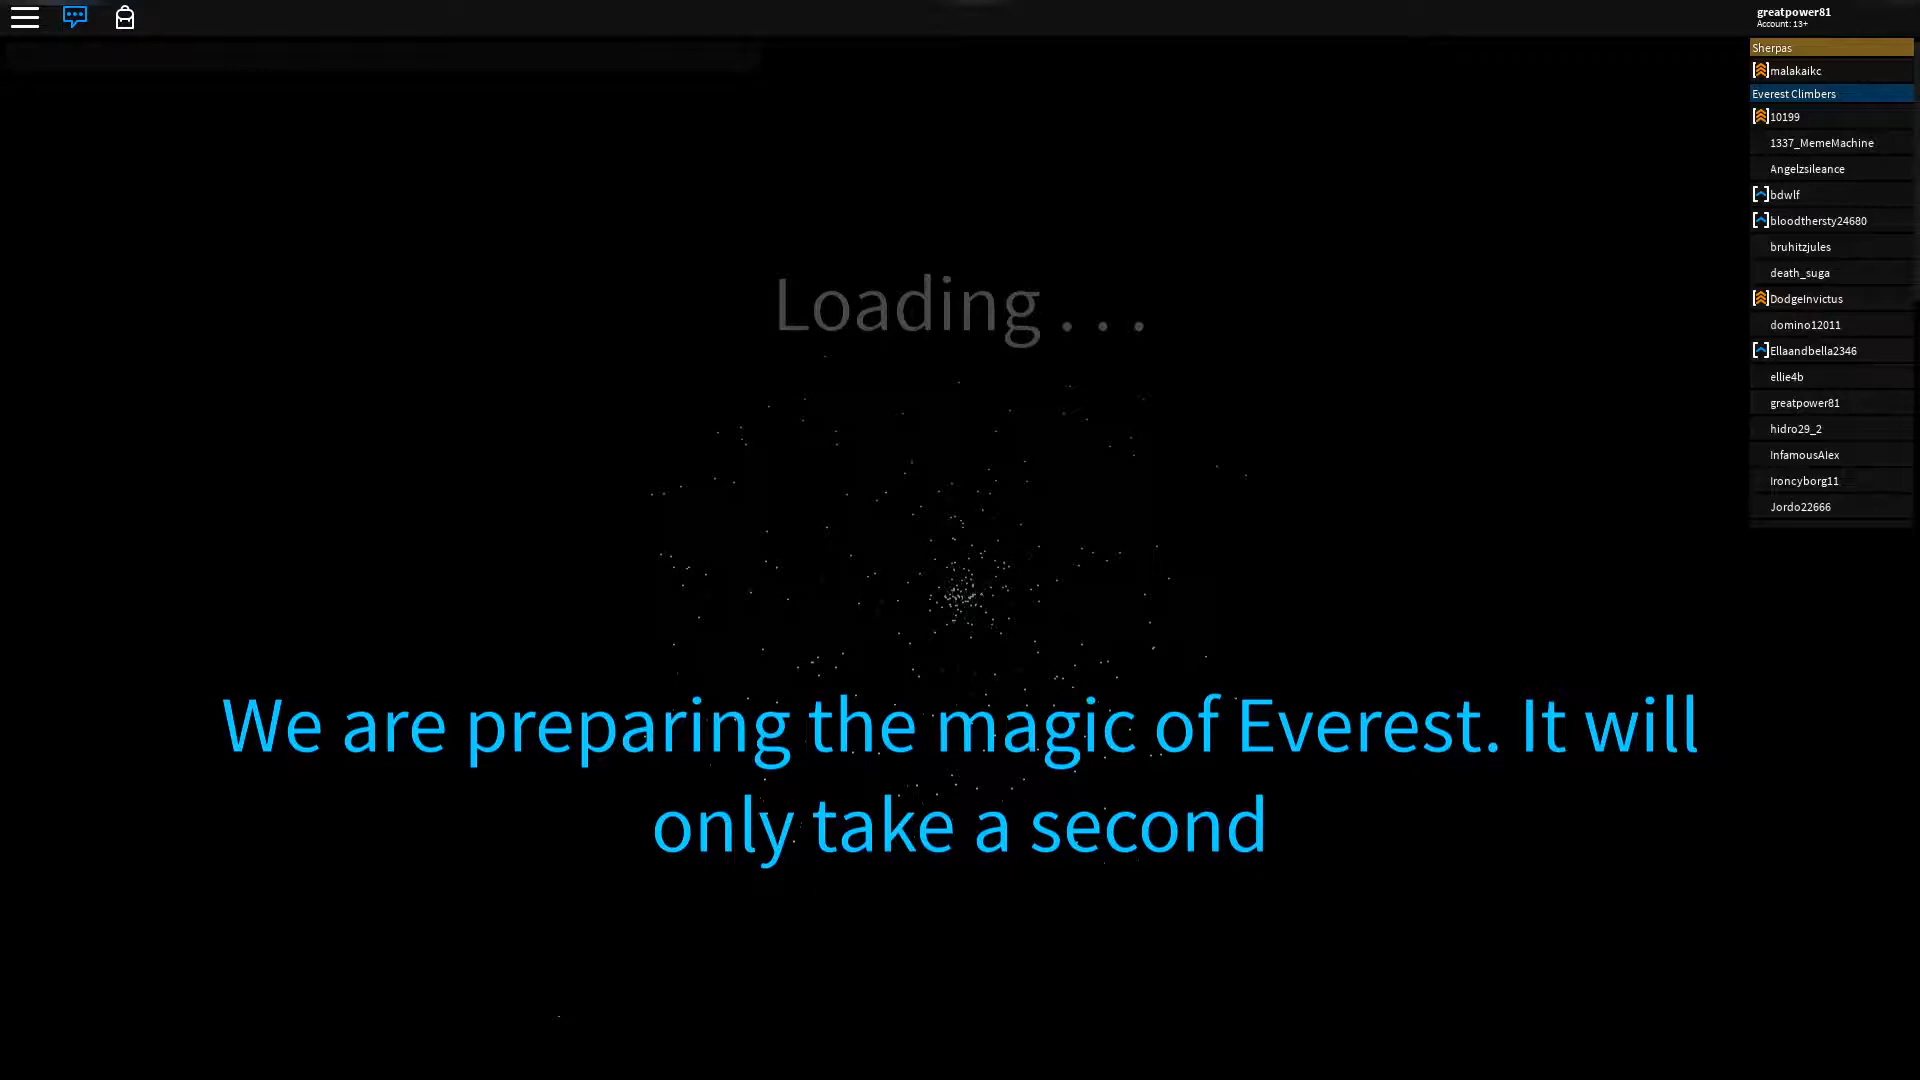 greatpower81
Account: 13+
Sherpas
malakaikc
Everest Climbers
10199
1337_MemeMachine
Angelzsileance
bdwlf
bloodthersty24680
bruhitzjules
death_suga
DodgeInvictus
domino12011
Ellaandbella2346
ellie4b
greatpower81
hidro29_2
InfamousAlex
Ironcyborg11
Jordo22666
Loading...
We are preparing the magic of Everest. It will
only take a second